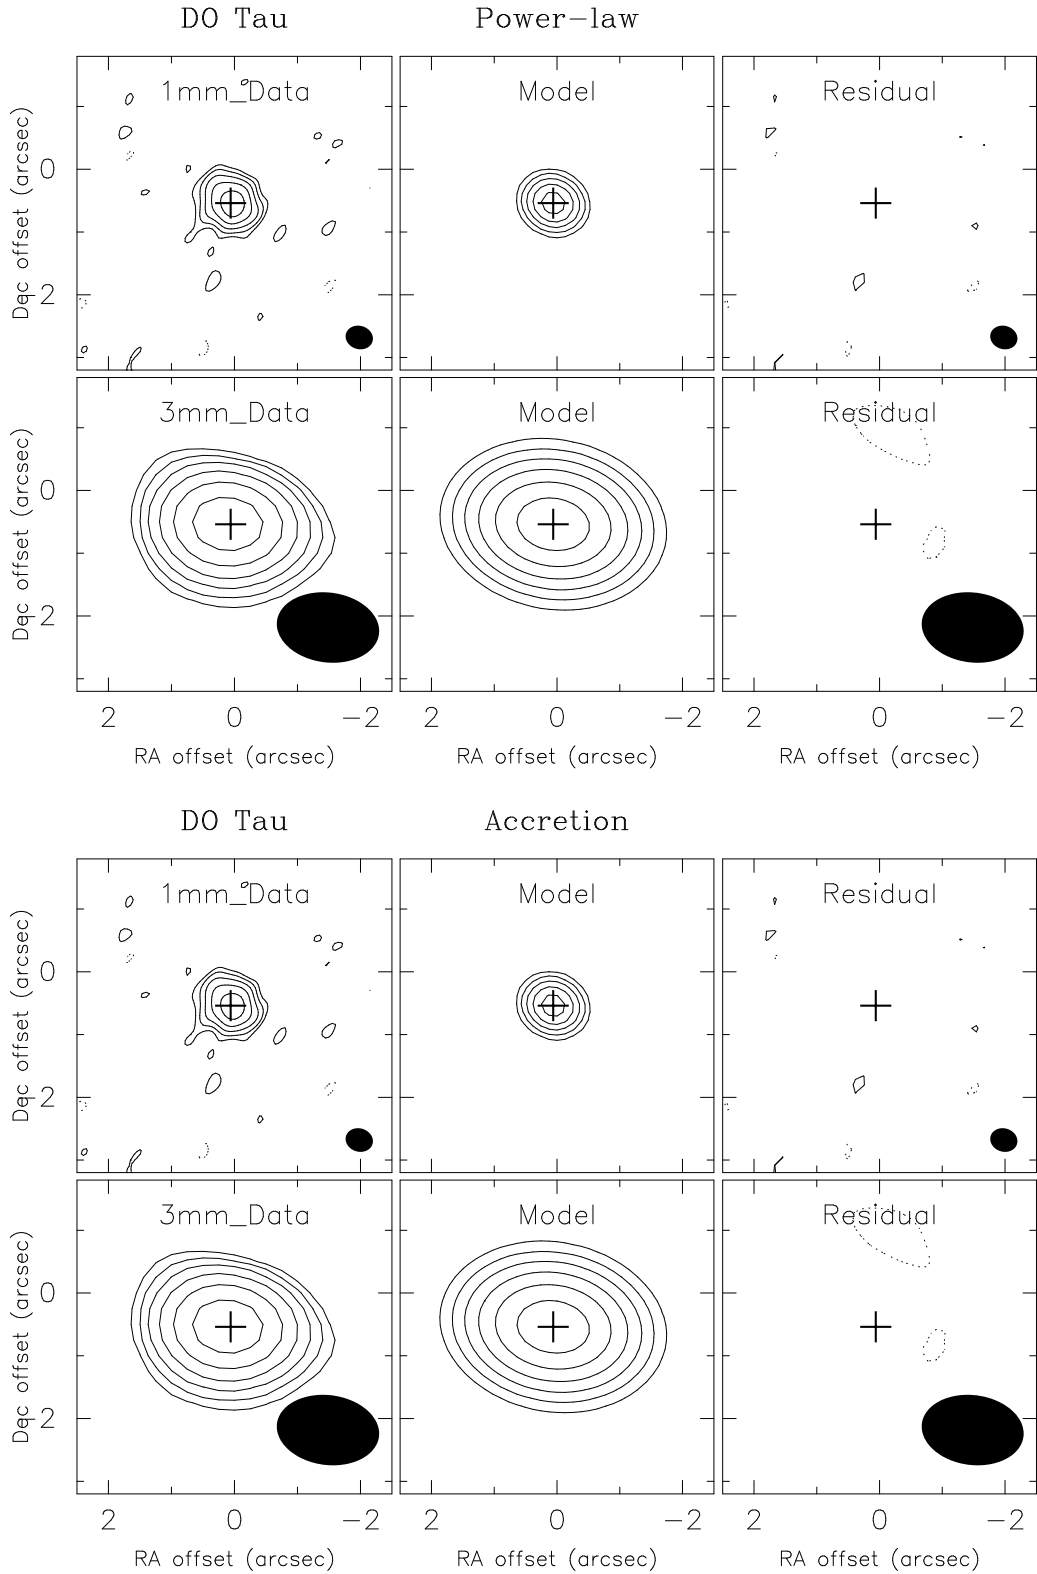 DO Tau Power-law
1mm_Data Model Residual
Dec offset (arcsec)
0
-2
3mm_Data Model Residual
Dec offset (arcsec)
0
-2
2 0 -2 2 0 -2 2 0 -2
RA offset (arcsec) RA offset (arcsec) RA offset (arcsec)
DO Tau Accretion
1mm_Data Model Residual
Dec offset (arcsec)
0
-2
3mm_Data Model Residual
Dec offset (arcsec)
0
-2
2 0 -2 2 0 -2 2 0 -2
RA offset (arcsec) RA offset (arcsec) RA offset (arcsec)